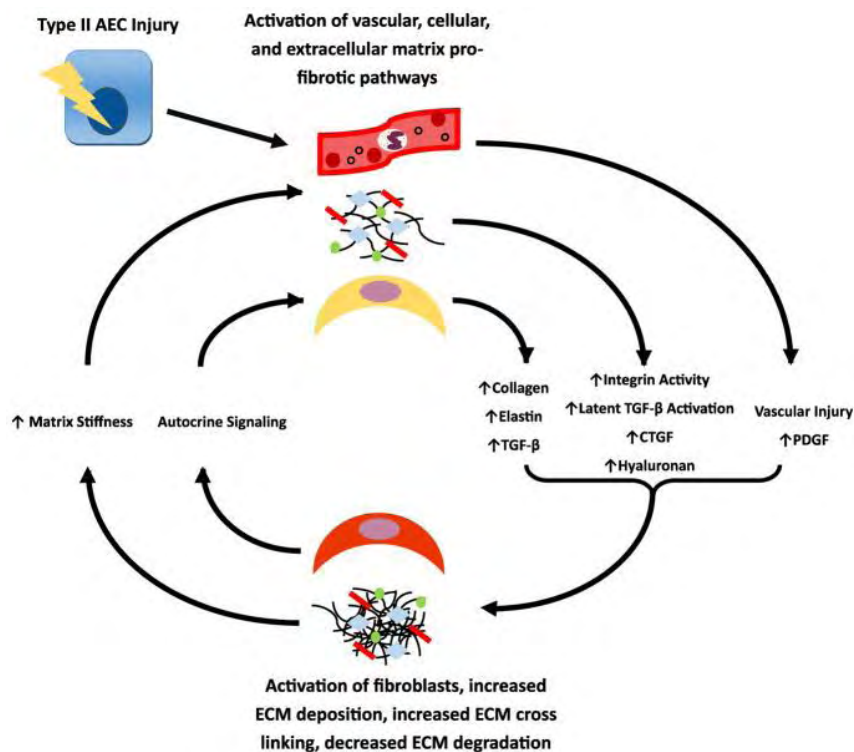 Type II AEC Injury
Activation of vascular, cellular,
and extracellular matrix pro-
fibrotic pathways
↑ Matrix Stiffness
Autocrine Signaling
↑Collagen
↑Elastin
↑TGF-β
↑Integrin Activity
↑Latent TGF-β Activation
↑CTGF
↑Hyaluronan
Vascular Injury
↑PDGF
Activation of fibroblasts, increased
ECM deposition, increased ECM cross
linking, decreased ECM degradation